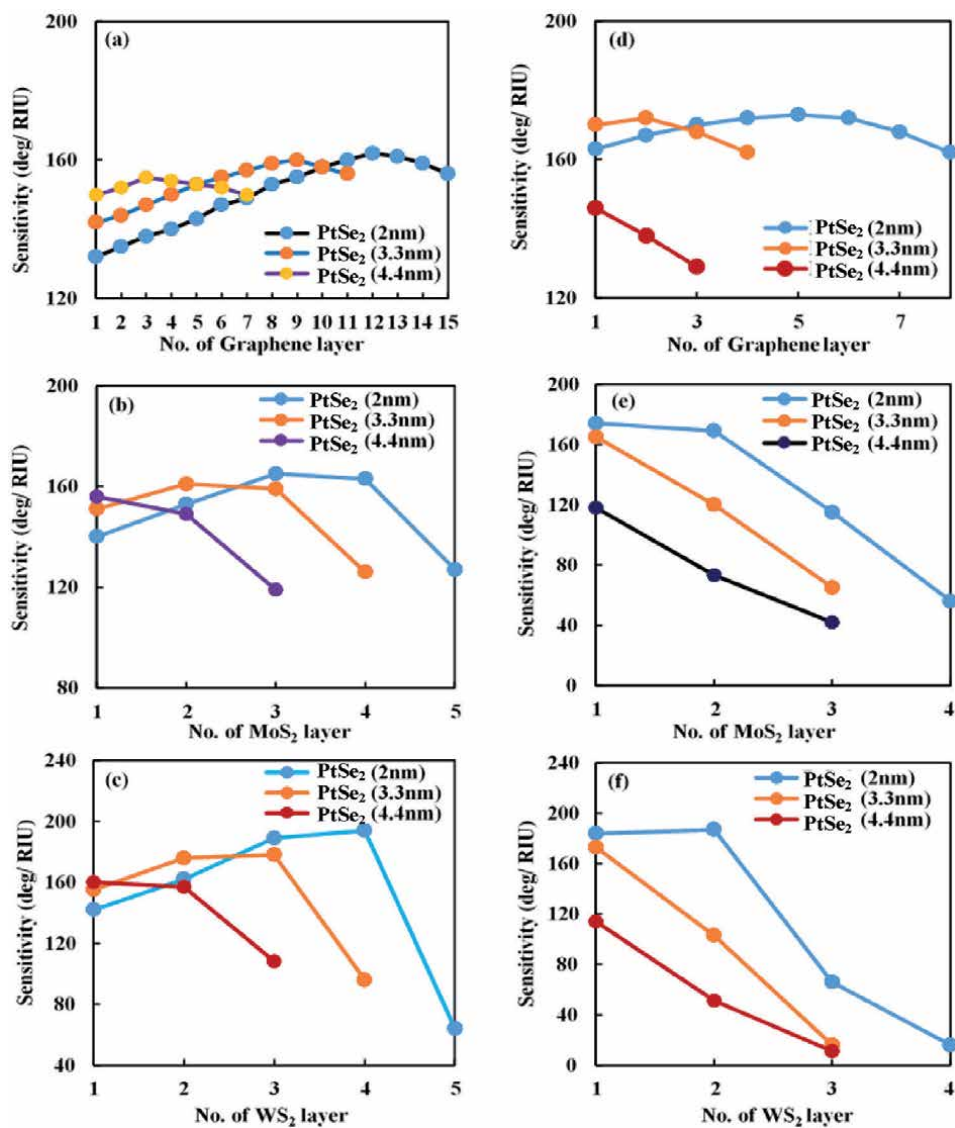 (a)
Sensitivity (deg/ RIU)
200
160
120
PtSe₂ (2nm)
PtSe₂ (3.3nm)
PtSe₂ (4.4nm)
1 2 3 4 5 6 7 8 9 10 11 12 13 14 15
No. of Graphene layer
(d)
Sensitivity (deg/ RIU)
200
160
120
PtSe₂ (2nm)
PtSe₂ (3.3nm)
PtSe₂ (4.4nm)
1 3 5 7
No. of Graphene layer
(b)
Sensitivity (deg/ RIU)
200
160
120
80
PtSe₂ (2nm)
PtSe₂ (3.3nm)
PtSe₂ (4.4nm)
1 2 3 4 5
No. of MoS₂ layer
(e)
Sensitivity (deg/ RIU)
200
160
120
80
40
0
PtSe₂ (2nm)
PtSe₂ (3.3nm)
PtSe₂ (4.4nm)
1 2 3 4
No. of MoS₂ layer
(c)
Sensitivity (deg/ RIU)
240
200
160
120
80
40
PtSe₂ (2nm)
PtSe₂ (3.3nm)
PtSe₂ (4.4nm)
1 2 3 4 5
No. of WS₂ layer
(f)
Sensitivity (deg/ RIU)
240
200
160
120
80
40
0
PtSe₂ (2nm)
PtSe₂ (3.3nm)
PtSe₂ (4.4nm)
1 2 3 4
No. of WS₂ layer